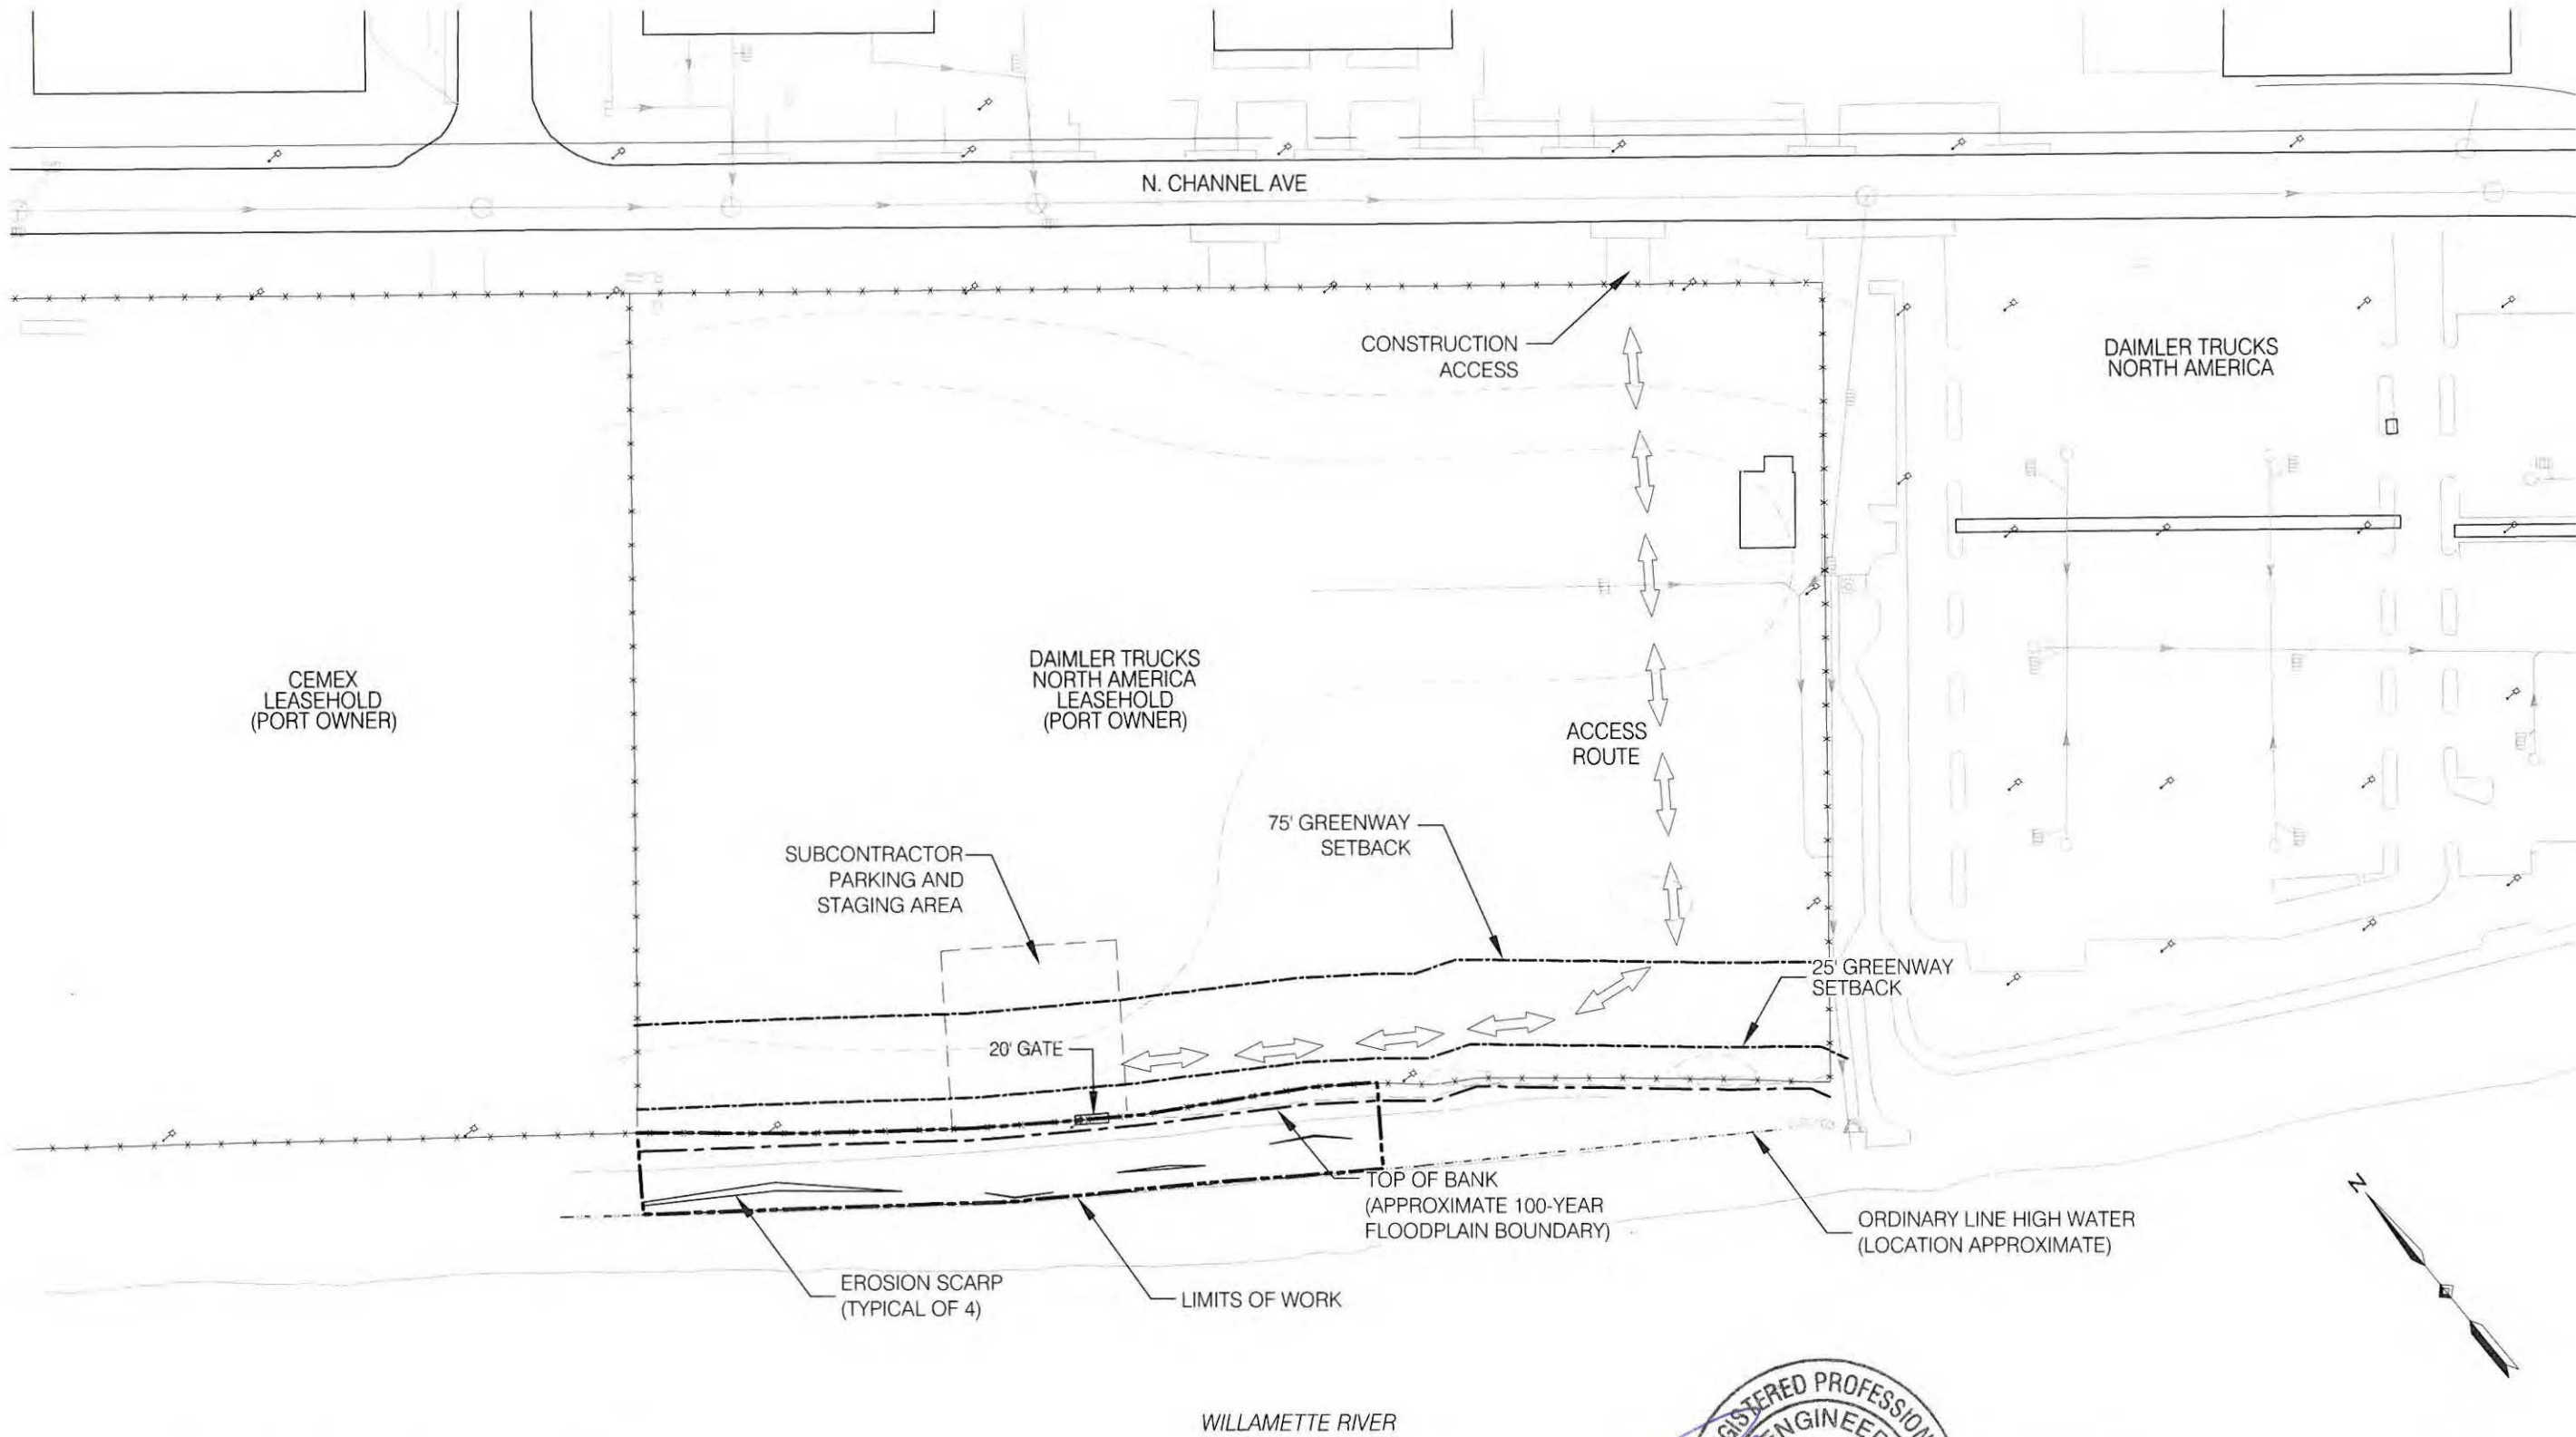 N. CHANNEL AVE
CONSTRUCTION
ACCESS
DAIMLER TRUCKS
NORTH AMERICA
CEMEX
LEASEHOLD
(PORT OWNER)
DAIMLER TRUCKS
NORTH AMERICA
LEASEHOLD
(PORT OWNER)
ACCESS
ROUTE
75' GREENWAY
SETBACK
SUBCONTRACTOR
PARKING AND
STAGING AREA
25' GREENWAY
SETBACK
20' GATE
TOP OF BANK
(APPROXIMATE 100-YEAR
FLOODPLAIN BOUNDARY)
ORDINARY LINE HIGH WATER
(LOCATION APPROXIMATE)
EROSION SCARP
(TYPICAL OF 4)
LIMITS OF WORK
N
WILLAMETTE RIVER
GISTERED PROFESSION
ENGINEER